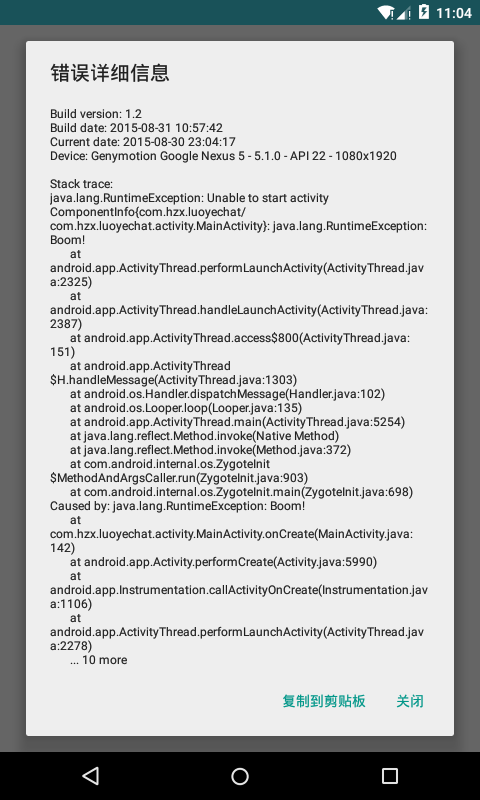 11:04
错误详细信息
Build version: 1.2
Build date: 2015-08-31 10:57:42
Current date: 2015-08-30 23:04:17
Device: Genymotion Google Nexus 5 - 5.1.0 - API 22 - 1080x1920
Stack trace:
java.lang.RuntimeException: Unable to start activity
ComponentInfo{com.hzx.luoyechat/
com.hzx.luoyechat.activity.MainActivity}: java.lang.RuntimeException:
Boom!
at
android.app.ActivityThread.performLaunchActivity(ActivityThread.jav
a:2325)
at
android.app.ActivityThread.handleLaunchActivity(ActivityThread.java:
2387)
at android.app.ActivityThread.access$800(ActivityThread.java:
151)
at android.app.ActivityThread
$H.handleMessage(ActivityThread.java:1303)
at android.os.Handler.dispatchMessage(Handler.java:102)
at android.os.Looper.loop(Looper.java:135)
at android.app.ActivityThread.main(ActivityThread.java:5254)
at java.lang.reflect.Method.invoke(Native Method)
at java.lang.reflect.Method.invoke(Method.java:372)
at com.android.internal.os.ZygoteInit
$MethodAndArgsCaller.run(ZygoteInit.java:903)
at com.android.internal.os.ZygoteInit.main(ZygoteInit.java:698)
Caused by: java.lang.RuntimeException: Boom!
at
com.hzx.luoyechat.activity.MainActivity.onCreate(MainActivity.java:
142)
at android.app.Activity.performCreate(Activity.java:5990)
at
android.app.Instrumentation.callActivityOnCreate(Instrumentation.jav
a:1106)
at
android.app.ActivityThread.performLaunchActivity(ActivityThread.jav
a:2278)
... 10 more
复制到剪贴板 关闭